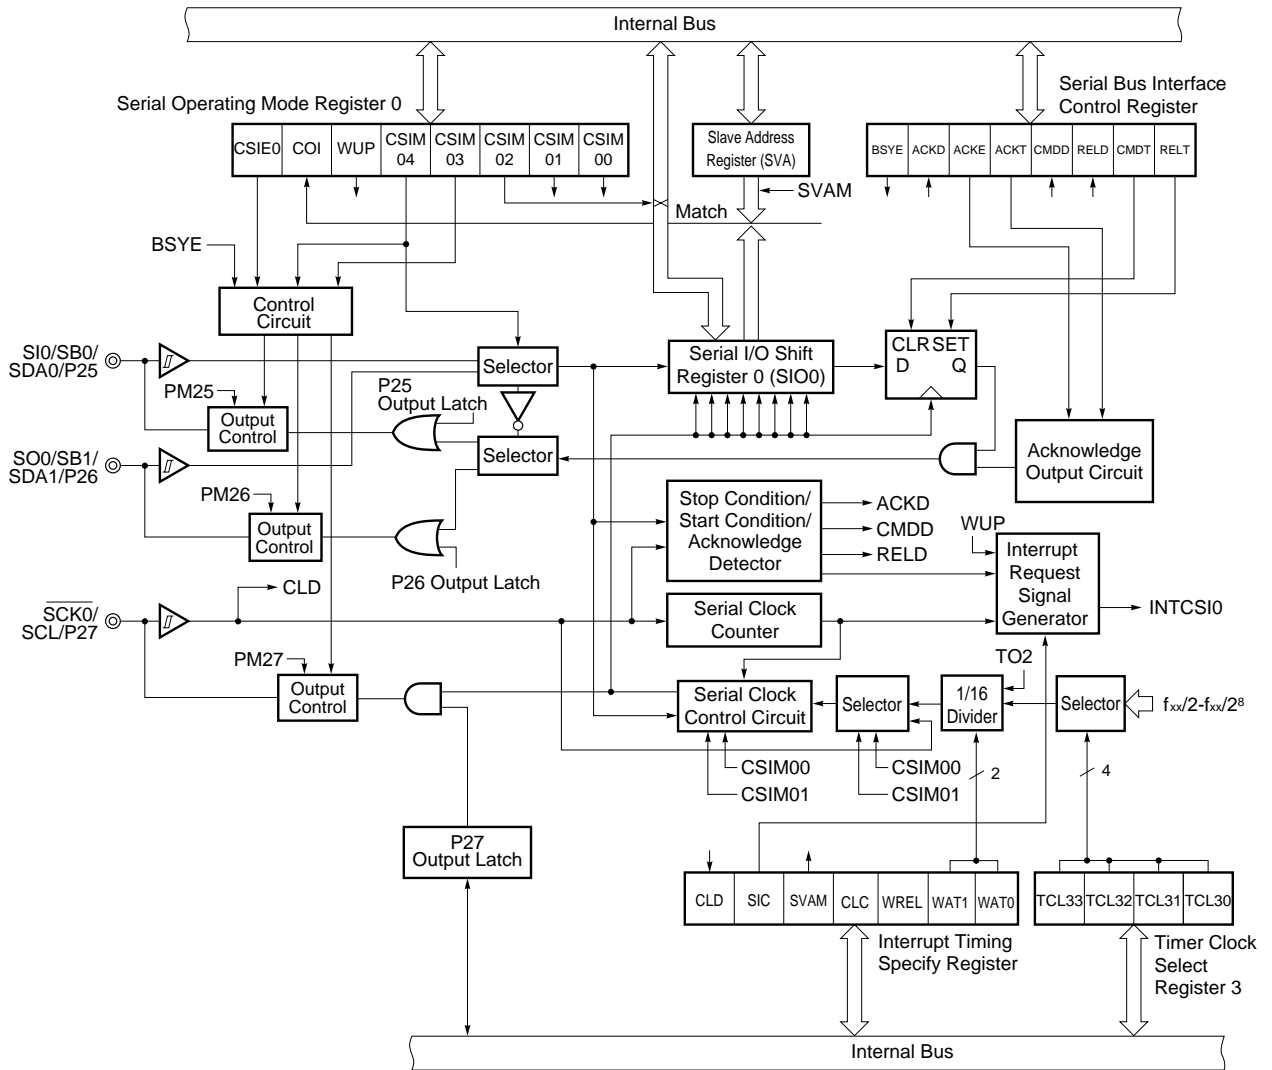 Internal Bus
Serial Operating Mode Register 0
Serial Bus Interface
Control Register
CSIE0 COI WUP CSIM 04 CSIM 03 CSIM 02 CSIM 01 CSIM 00
Slave Address
Register (SVA)
BSYE ACKD ACKE ACKT CMDD RELD CMDT RELT
SVAM
Match
BSYE
Control
Circuit
SI0/SB0/
SDA0/P25
Selector
Serial I/O Shift
Register 0 (SIO0)
CLR SET
D Q
PM25
P25
Output Latch
Output
Control
SO0/SB1/
SDA1/P26
Selector
Acknowledge
Output Circuit
PM26
Output
Control
P26 Output Latch
Stop Condition/
Start Condition/
Acknowledge
Detector
ACKD
CMDD
RELD
WUP
Interrupt
Request
Signal
Generator
INTCSI0
CLD
SCK0/
SCL/P27
Serial Clock
Counter
PM27
Output
Control
Serial Clock
Control Circuit
Selector
TO2
1/16
Divider
Selector
fxx/2-fxx/2⁸
CSIM00
CSIM01
CSIM00
CSIM01
2
4
P27
Output Latch
CLD SIC SVAM CLC WREL WAT1 WAT0
TCL33 TCL32 TCL31 TCL30
Interrupt Timing
Specify Register
Timer Clock
Select
Register 3
Internal Bus